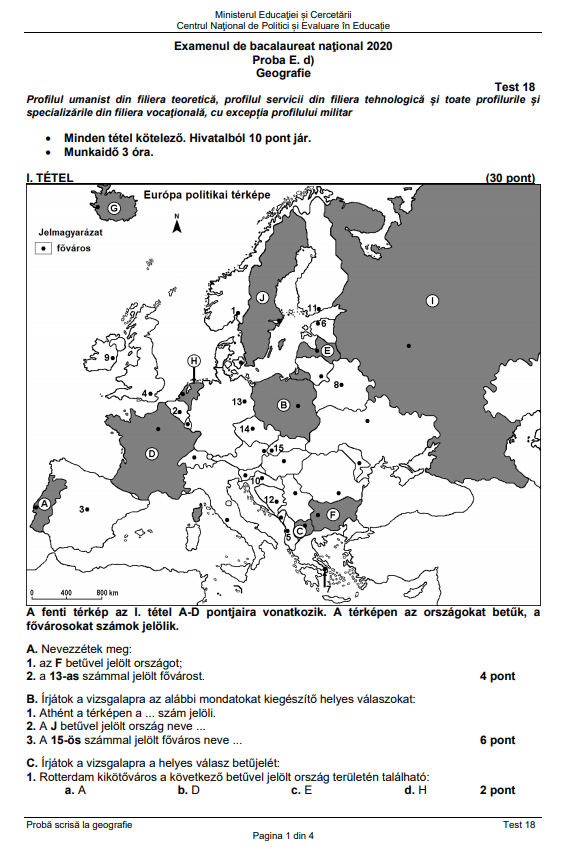 Ministerul Educaţiei și Cercetării
Centrul Naţional de Politici și Evaluare în Educație
Examenul de bacalaureat naţional 2020
Proba E. d)
Geografie
Test 18
Profilul umanist din filiera teoretică, profilul servicii din filiera tehnologică şi toate profilurile şi
specializările din filiera vocaţională, cu excepţia profilului militar
• Minden tétel kötelező. Hivatalból 10 pont jár.
• Munkaidő 3 óra.
I. TÉTEL (30 pont)
G Európa politikai térképe
N
Jelmagyarázat
főváros
J
I
1
11
6
E
9
H
8
4
13
B
2
14
D
15
10
A
3
12
F
5
C
7
0 400 800 km
A fenti térkép az I. tétel A-D pontjaira vonatkozik. A térképen az országokat betűk, a
fővárosokat számok jelölik.
A. Nevezzétek meg:
1. az F betűvel jelölt országot;
2. a 13-as számmal jelölt fővárost. 4 pont
B. Írjátok a vizsgalapra az alábbi mondatokat kiegészítő helyes válaszokat:
1. Athént a térképen a ... szám jelöli.
2. A J betűvel jelölt ország neve ...
3. A 15-ös számmal jelölt főváros neve ... 6 pont
C. Írjátok a vizsgalapra a helyes válasz betűjelét:
1. Rotterdam kikötőváros a következő betűvel jelölt ország területén található:
a. A b. D c. E d. H 2 pont
Probă scrisă la geografie Test 18
Pagina 1 din 4